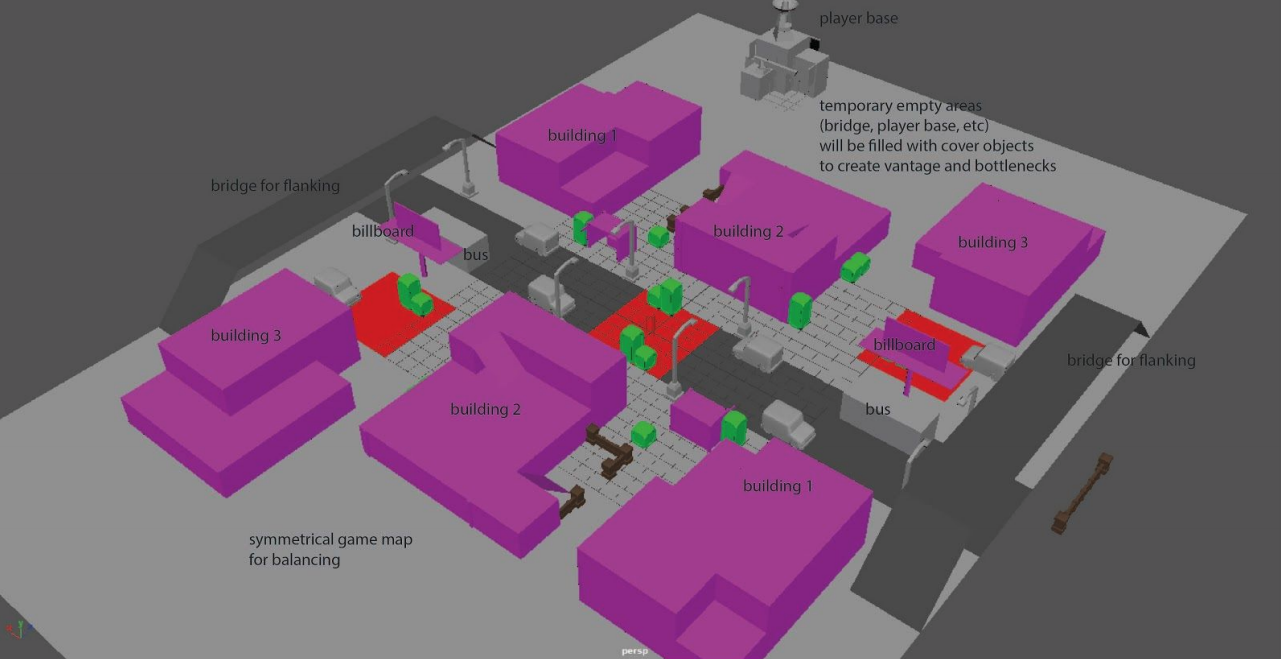 player base
temporary empty areas
(bridge, player base, etc)
will be filled with cover objects
to create vantage and bottlenecks
building 1
bridge for flanking
billboard
building 2
building 3
bus
building 3
billboard
bridge for flanking
building 2
bus
building 1
symmetrical game map
for balancing
persp